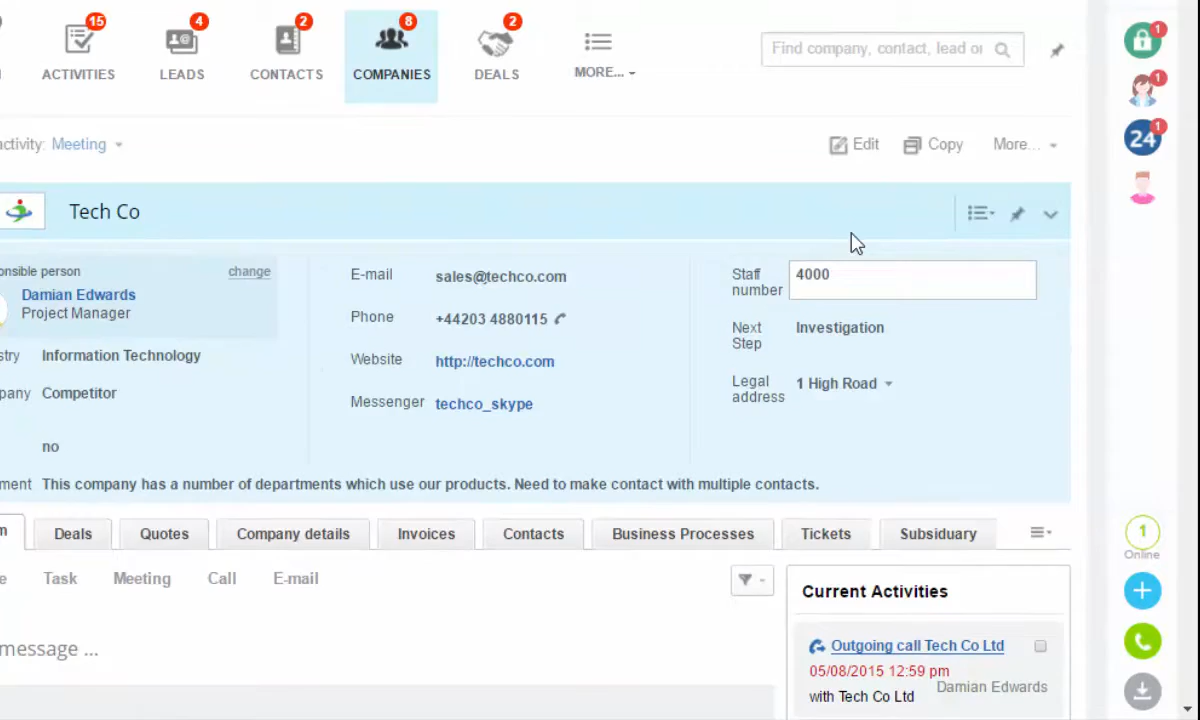 15
4
2
8
2
ACTIVITIES
LEADS
CONTACTS
COMPANIES
DEALS
MORE...
Find company, contact, lead or
1
1
24
1
ctivity: Meeting
Edit
Copy
More...
Tech Co
onsible person
change
Damian Edwards
Project Manager
stry Information Technology
pany Competitor
no
ment This company has a number of departments which use our products. Need to make contact with multiple contacts.
E-mail sales@techco.com
Phone +44203 4880115
Website http://techco.com
Messenger techco_skype
Staff number 4000
Next Step Investigation
Legal address 1 High Road
m
Deals
Quotes
Company details
Invoices
Contacts
Business Processes
Tickets
Subsiduary
e
Task
Meeting
Call
E-mail
message ...
Current Activities
Outgoing call Tech Co Ltd
05/08/2015 12:59 pm
Damian Edwards
with Tech Co Ltd
1
Online